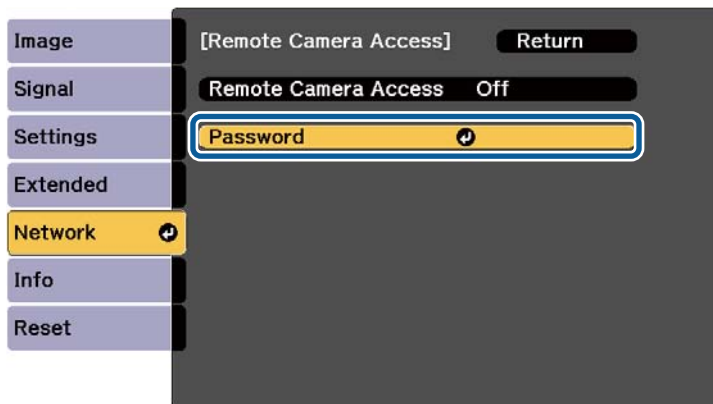 Image
Signal
Settings
Extended
Network
Info
Reset
[Remote Camera Access] Return
Remote Camera Access Off
Password